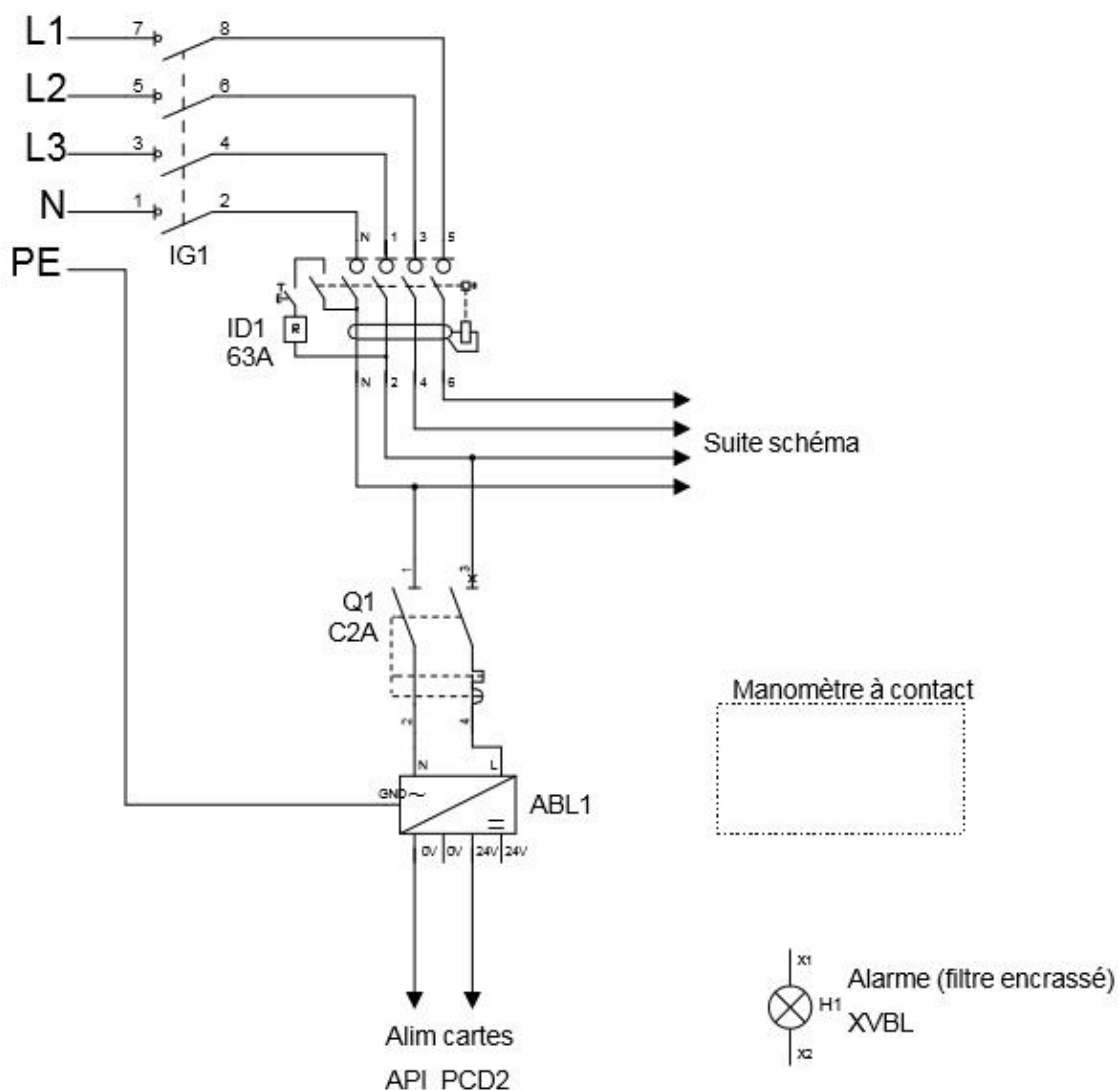 L1 7 8
L2 5 6
L3 3 4
N 1 2
IG1
PE
N 1 3 5
ID1
63A
R
N 2 4 6
Suite schéma
1 3
Q1
C2A
2 4
Manomètre à contact
N L
GND
ABL1
0V 0V 24V 24V
Alim cartes
API PCD2
X1
Alarme (filtre encrassé)
H1 XVBL
X2